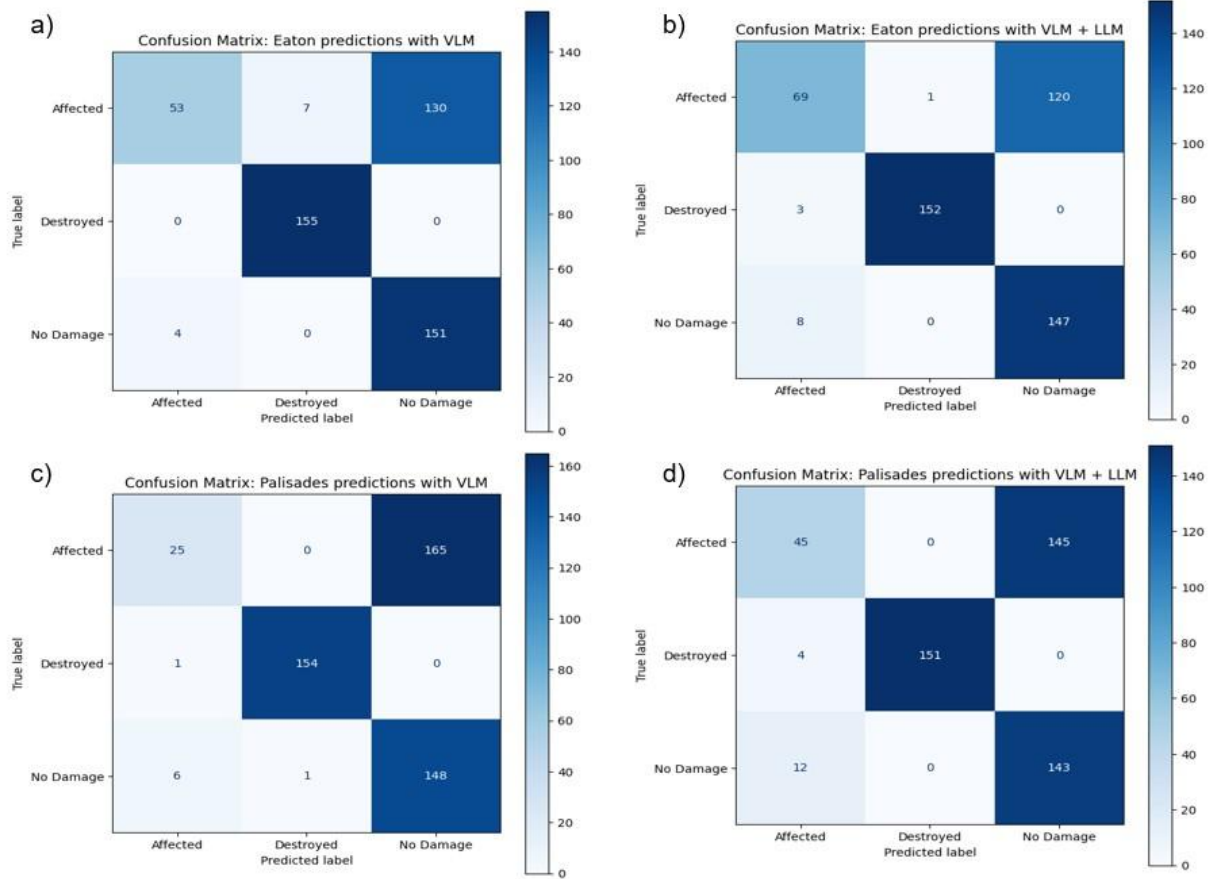 a)
Confusion Matrix: Eaton predictions with VLM
True label
Affected
Destroyed
No Damage
53 7 130
0 155 0
4 0 151
Affected Destroyed No Damage
Predicted label
140
120
100
80
60
40
20
0
b)
Confusion Matrix: Eaton predictions with VLM + LLM
True label
Affected
Destroyed
No Damage
69 1 120
3 152 0
8 0 147
Affected Destroyed No Damage
Predicted label
140
120
100
80
60
40
20
0
c)
Confusion Matrix: Palisades predictions with VLM
True label
Affected
Destroyed
No Damage
25 0 165
1 154 0
6 1 148
Affected Destroyed No Damage
Predicted label
160
140
120
100
80
60
40
20
0
d)
Confusion Matrix: Palisades predictions with VLM + LLM
True label
Affected
Destroyed
No Damage
45 0 145
4 151 0
12 0 143
Affected Destroyed No Damage
Predicted label
140
120
100
80
60
40
20
0